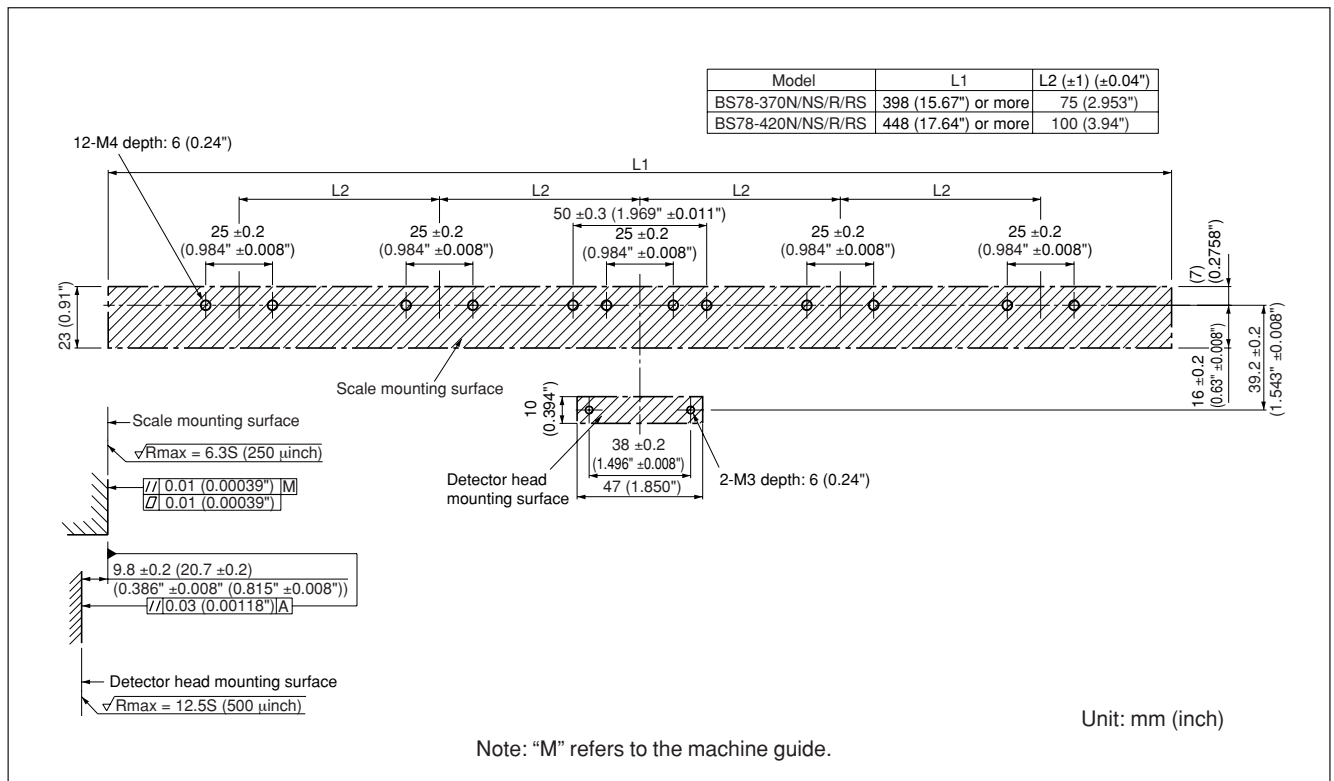 Model L1 L2 (±1) (±0.04")
BS78-370N/NS/R/RS 398 (15.67") or more 75 (2.953")
BS78-420N/NS/R/RS 448 (17.64") or more 100 (3.94")
12-M4 depth: 6 (0.24")
L1
L2 L2 L2 L2
50 ±0.3 (1.969" ±0.011")
25 ±0.2 25 ±0.2 25 ±0.2 25 ±0.2 25 ±0.2
(0.984" ±0.008") (0.984" ±0.008") (0.984" ±0.008") (0.984" ±0.008") (0.984" ±0.008")
(7)
(0.2758")
23 (0.91")
16 ±0.2
(0.63" ±0.008")
39.2 ±0.2
(1.543" ±0.008")
Scale mounting surface
10
(0.394")
38 ±0.2
(1.496" ±0.008")
47 (1.850")
Detector head
mounting surface
2-M3 depth: 6 (0.24")
Scale mounting surface
Rmax = 6.3S (250 µinch)
// 0.01 (0.00039") M
▱ 0.01 (0.00039")
9.8 ±0.2 (20.7 ±0.2)
(0.386" ±0.008" (0.815" ±0.008"))
// 0.03 (0.00118") A
Detector head mounting surface
Rmax = 12.5S (500 µinch)
Unit: mm (inch)
Note: “M” refers to the machine guide.